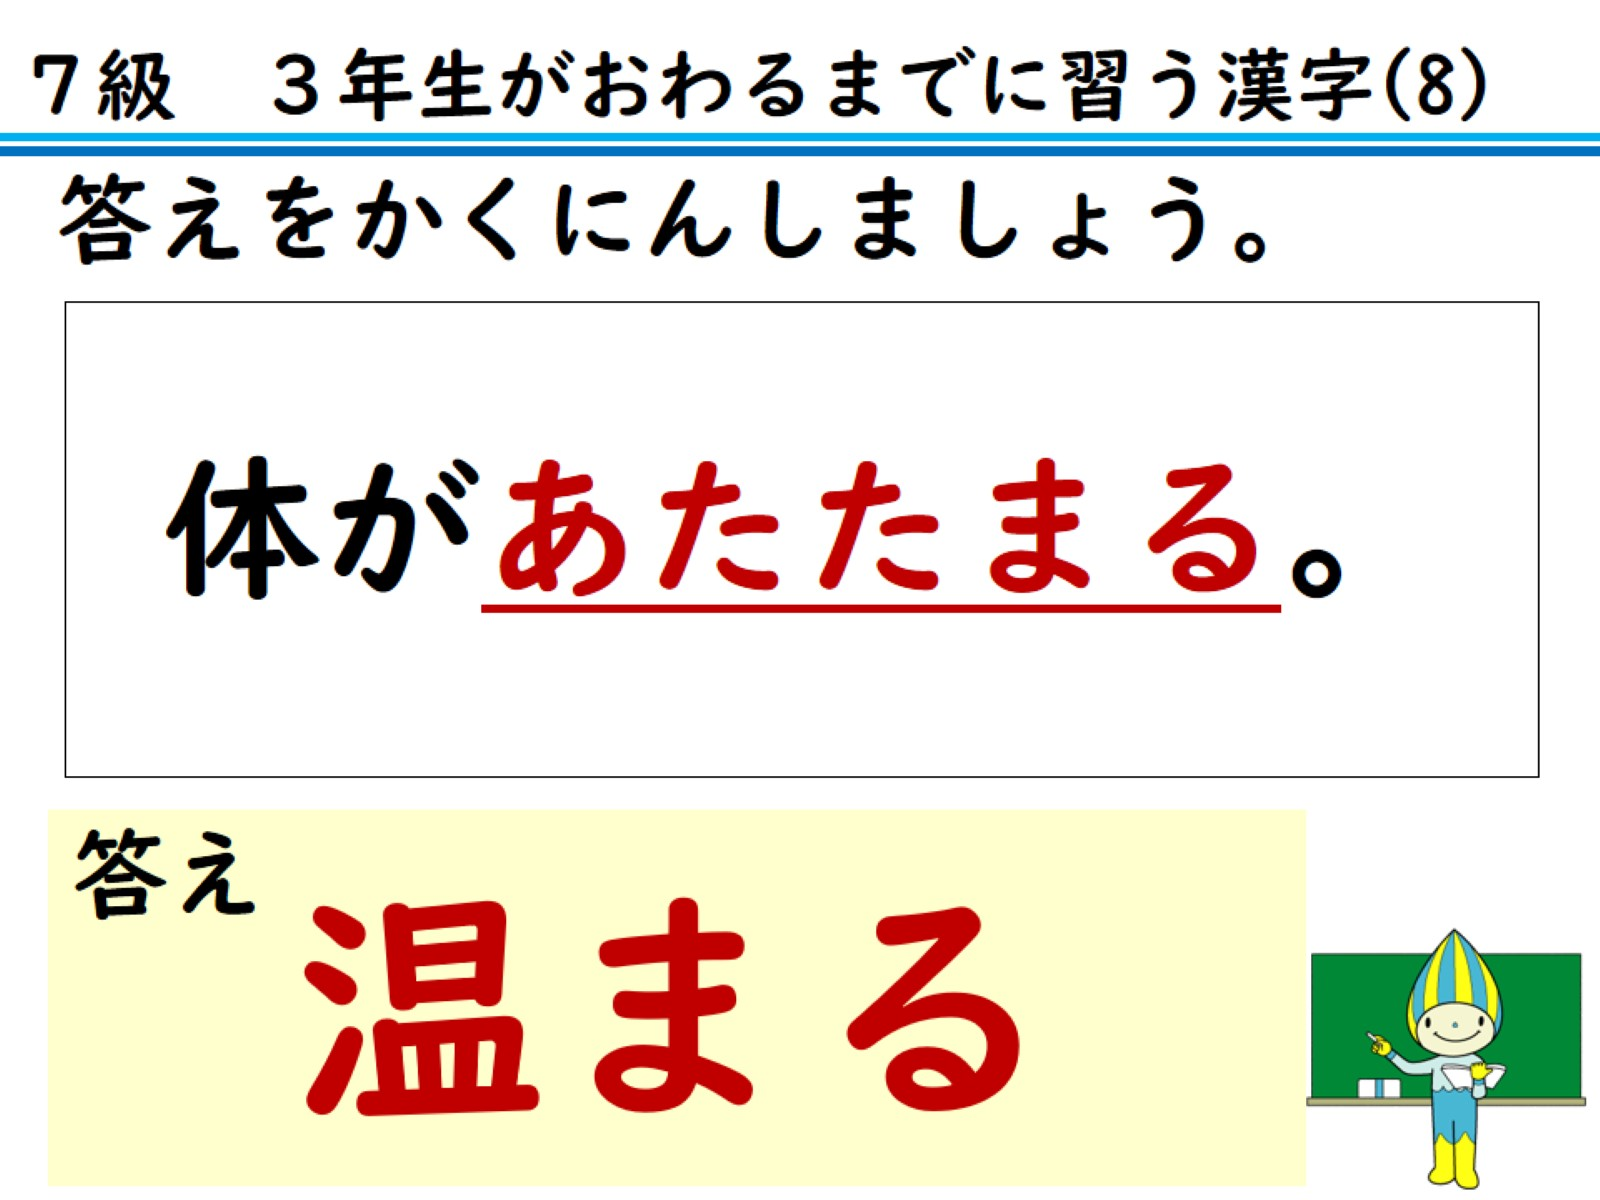 ７級　３年生がおわるまでに習う漢字(8)
答えをかくにんしましょう。
体があたたまる。
答え
温まる